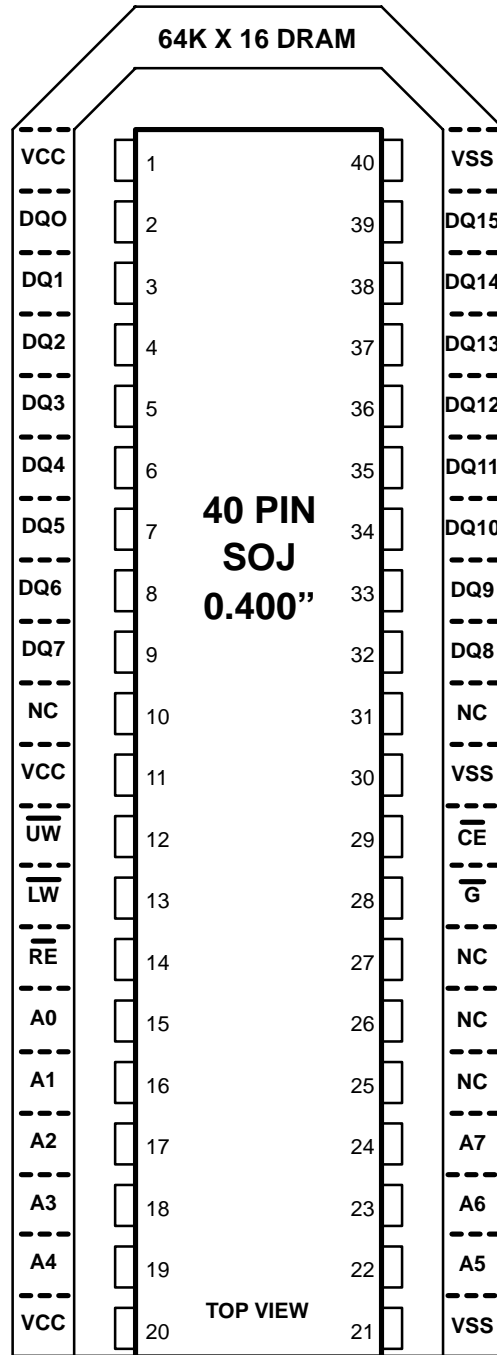 64K X 16 DRAM
VCC 1 40 VSS
DQO 2 39 DQ15
DQ1 3 38 DQ14
DQ2 4 37 DQ13
DQ3 5 36 DQ12
DQ4 6 35 DQ11
DQ5 7 34 DQ10
DQ6 8 33 DQ9
DQ7 9 32 DQ8
NC 10 31 NC
VCC 11 30 VSS
U̅W̅ 12 29 C̅E̅
L̅W̅ 13 28 G̅
R̅E̅ 14 27 NC
A0 15 26 NC
A1 16 25 NC
A2 17 24 A7
A3 18 23 A6
A4 19 22 A5
VCC 20 21 VSS
40 PIN
SOJ
0.400”
TOP VIEW